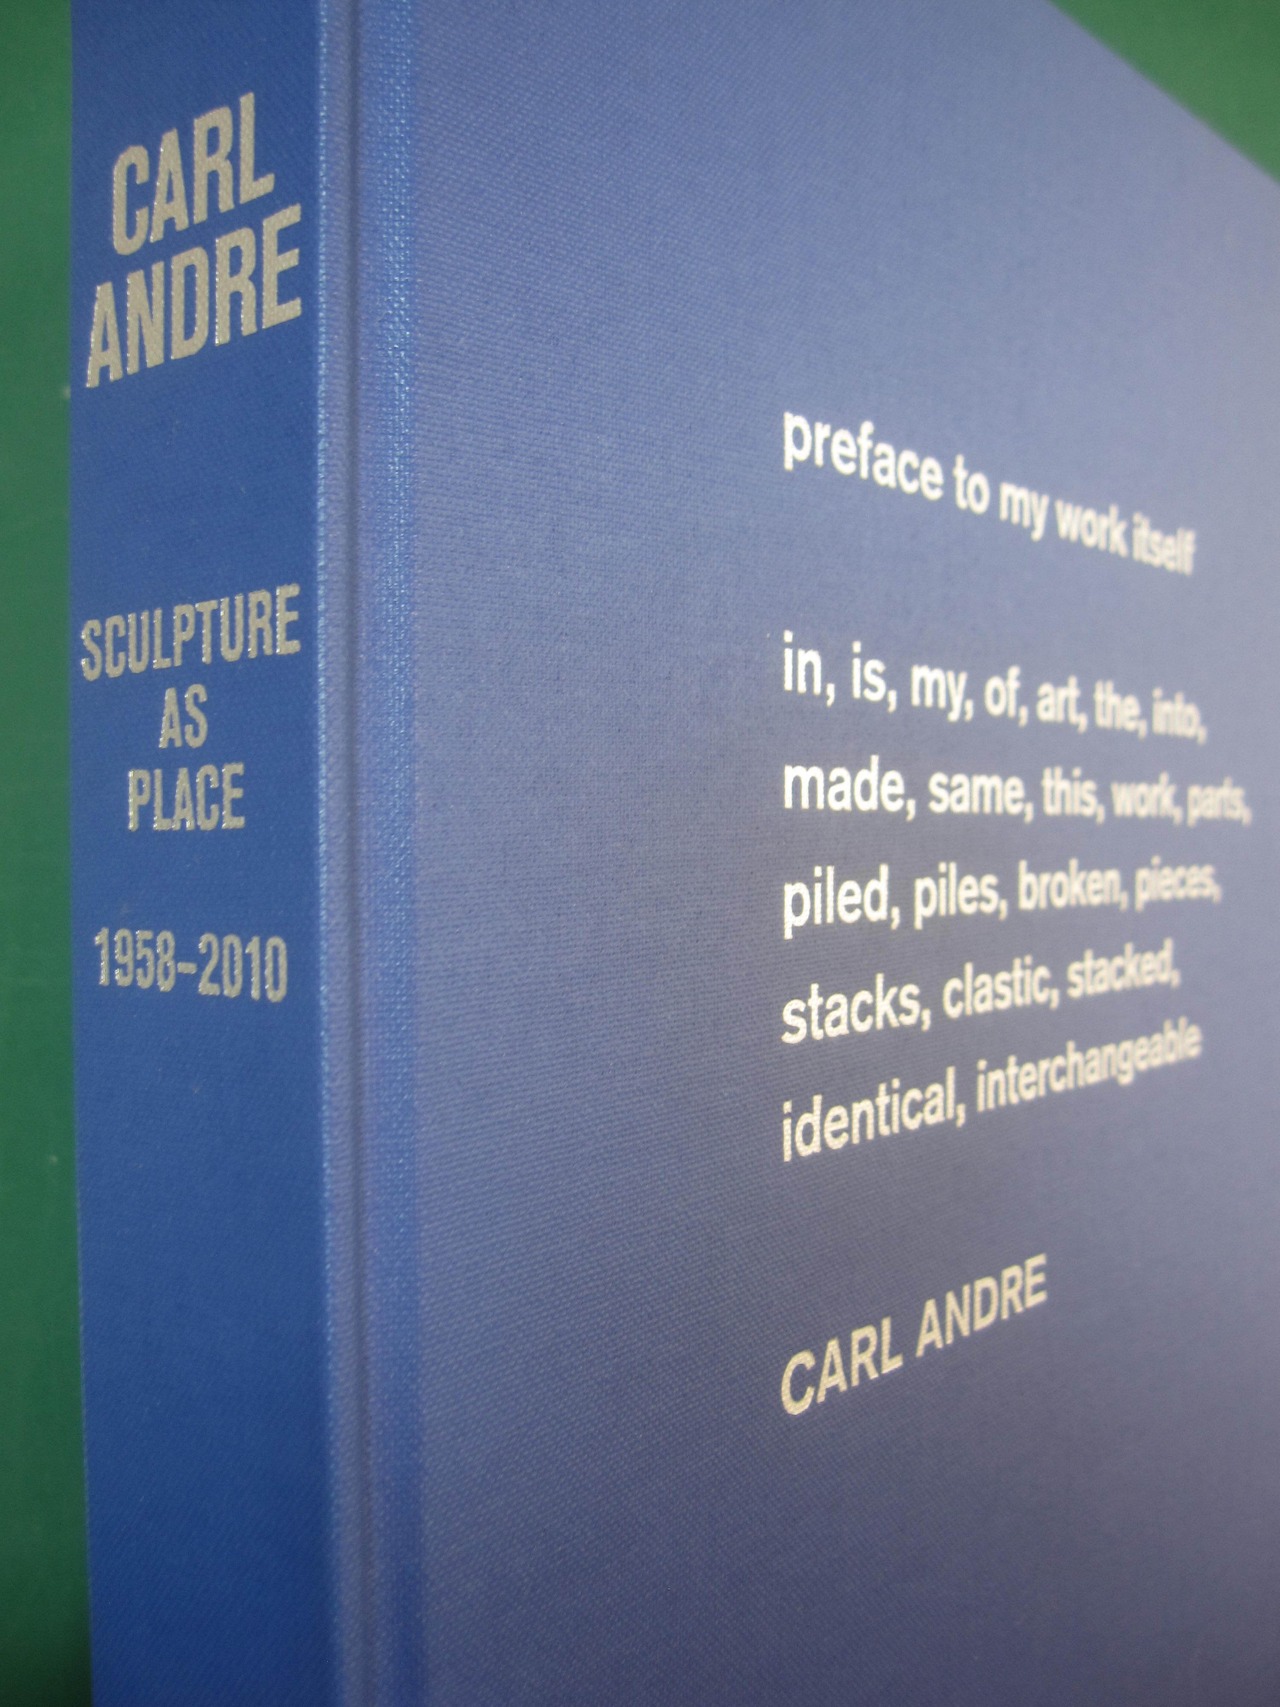 CARL
ANDRE
SCULPTURE
AS
PLACE
1958–2010
preface to my work itself
in, is, my, of, art, the, into,
made, same, this, work, parts,
piled, piles, broken, pieces,
stacks, clastic, stacked,
identical, interchangeable
CARL ANDRE